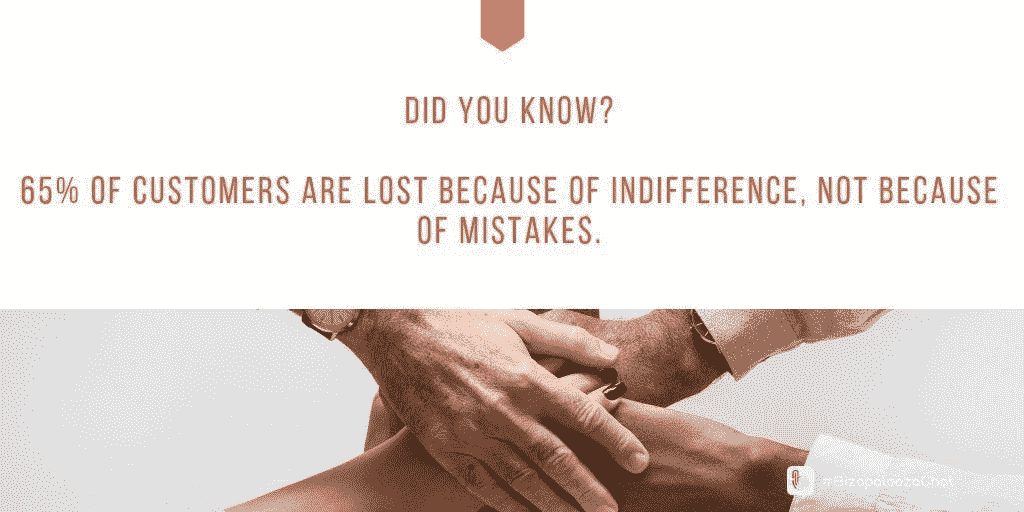 DID YOU KNOW?
65% OF CUSTOMERS ARE LOST BECAUSE OF INDIFFERENCE, NOT BECAUSE
OF MISTAKES.
#BizapaloozaChat